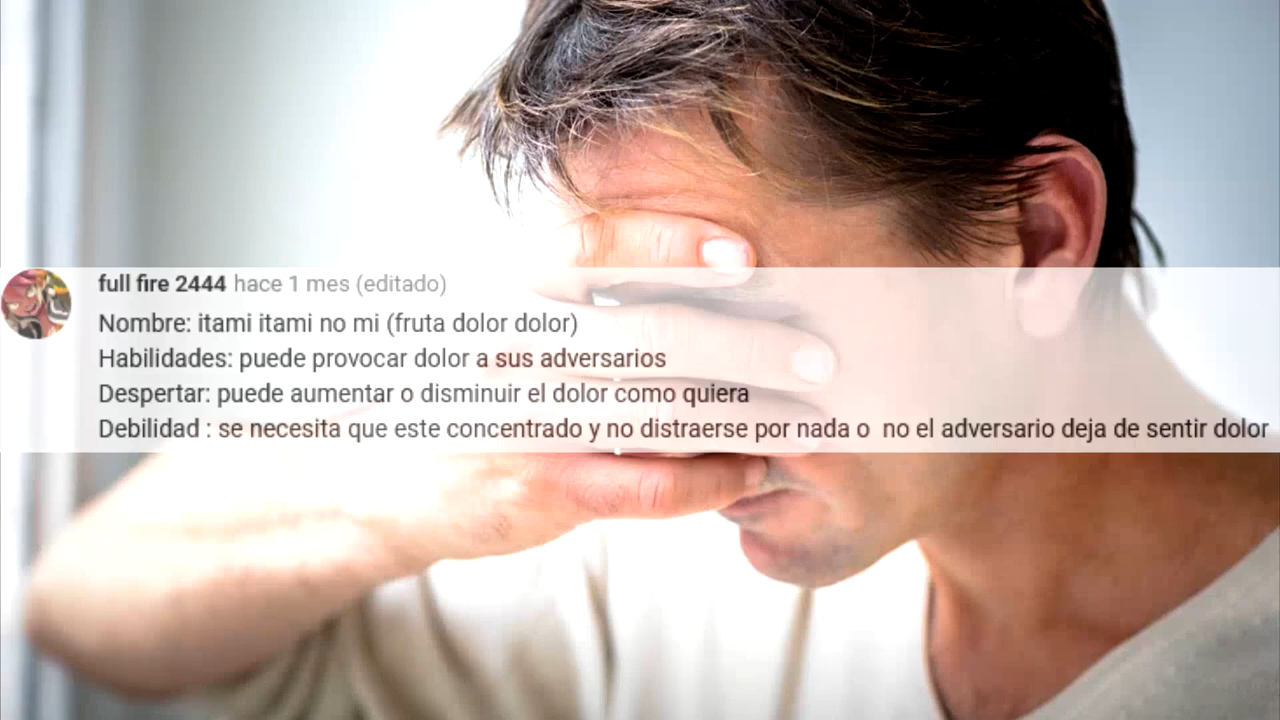 full fire 2444 hace 1 mes (editado)
Nombre: itami itami no mi (fruta dolor dolor)
Habilidades: puede provocar dolor a sus adversarios
Despertar: puede aumentar o disminuir el dolor como quiera
Debilidad : se necesita que este concentrado y no distraerse por nada o  no el adversario deja de sentir dolor